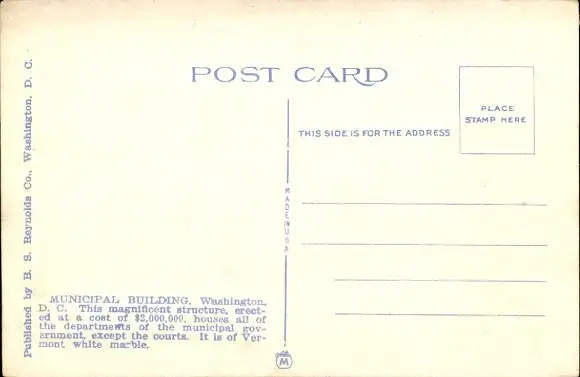 POST CARD
PLACE
STAMP HERE
THIS SIDE IS FOR THE ADDRESS
MADE IN USA
Published by B. S. Reynolds Co., Washington, D. C.
MUNICIPAL BUILDING, Washington,
D. C. This magnificent structure, erect-
ed at a cost of $2,000,000, houses all of
the departments of the municipal gov-
ernment, except the courts. It is of Ver-
mont white marble.
M